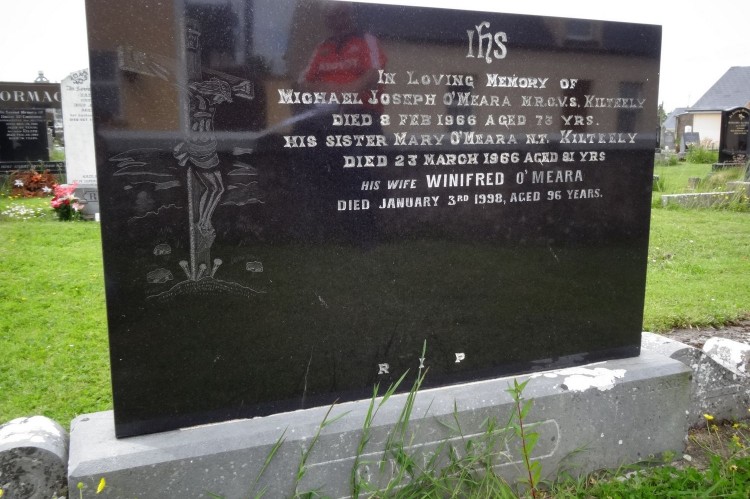 IHS
IN LOVING MEMORY OF
MICHAEL JOSEPH O'MEARA M.R.C.V.S, KILTEELY
DIED 8 FEB 1966 AGED 73 YRS.
HIS SISTER MARY O'MEARA N.T. KILTEELY
DIED 23 MARCH 1966 AGED 81 YRS
HIS WIFE WINIFRED O'MEARA
DIED JANUARY 3RD 1998, AGED 96 YEARS.
R I P